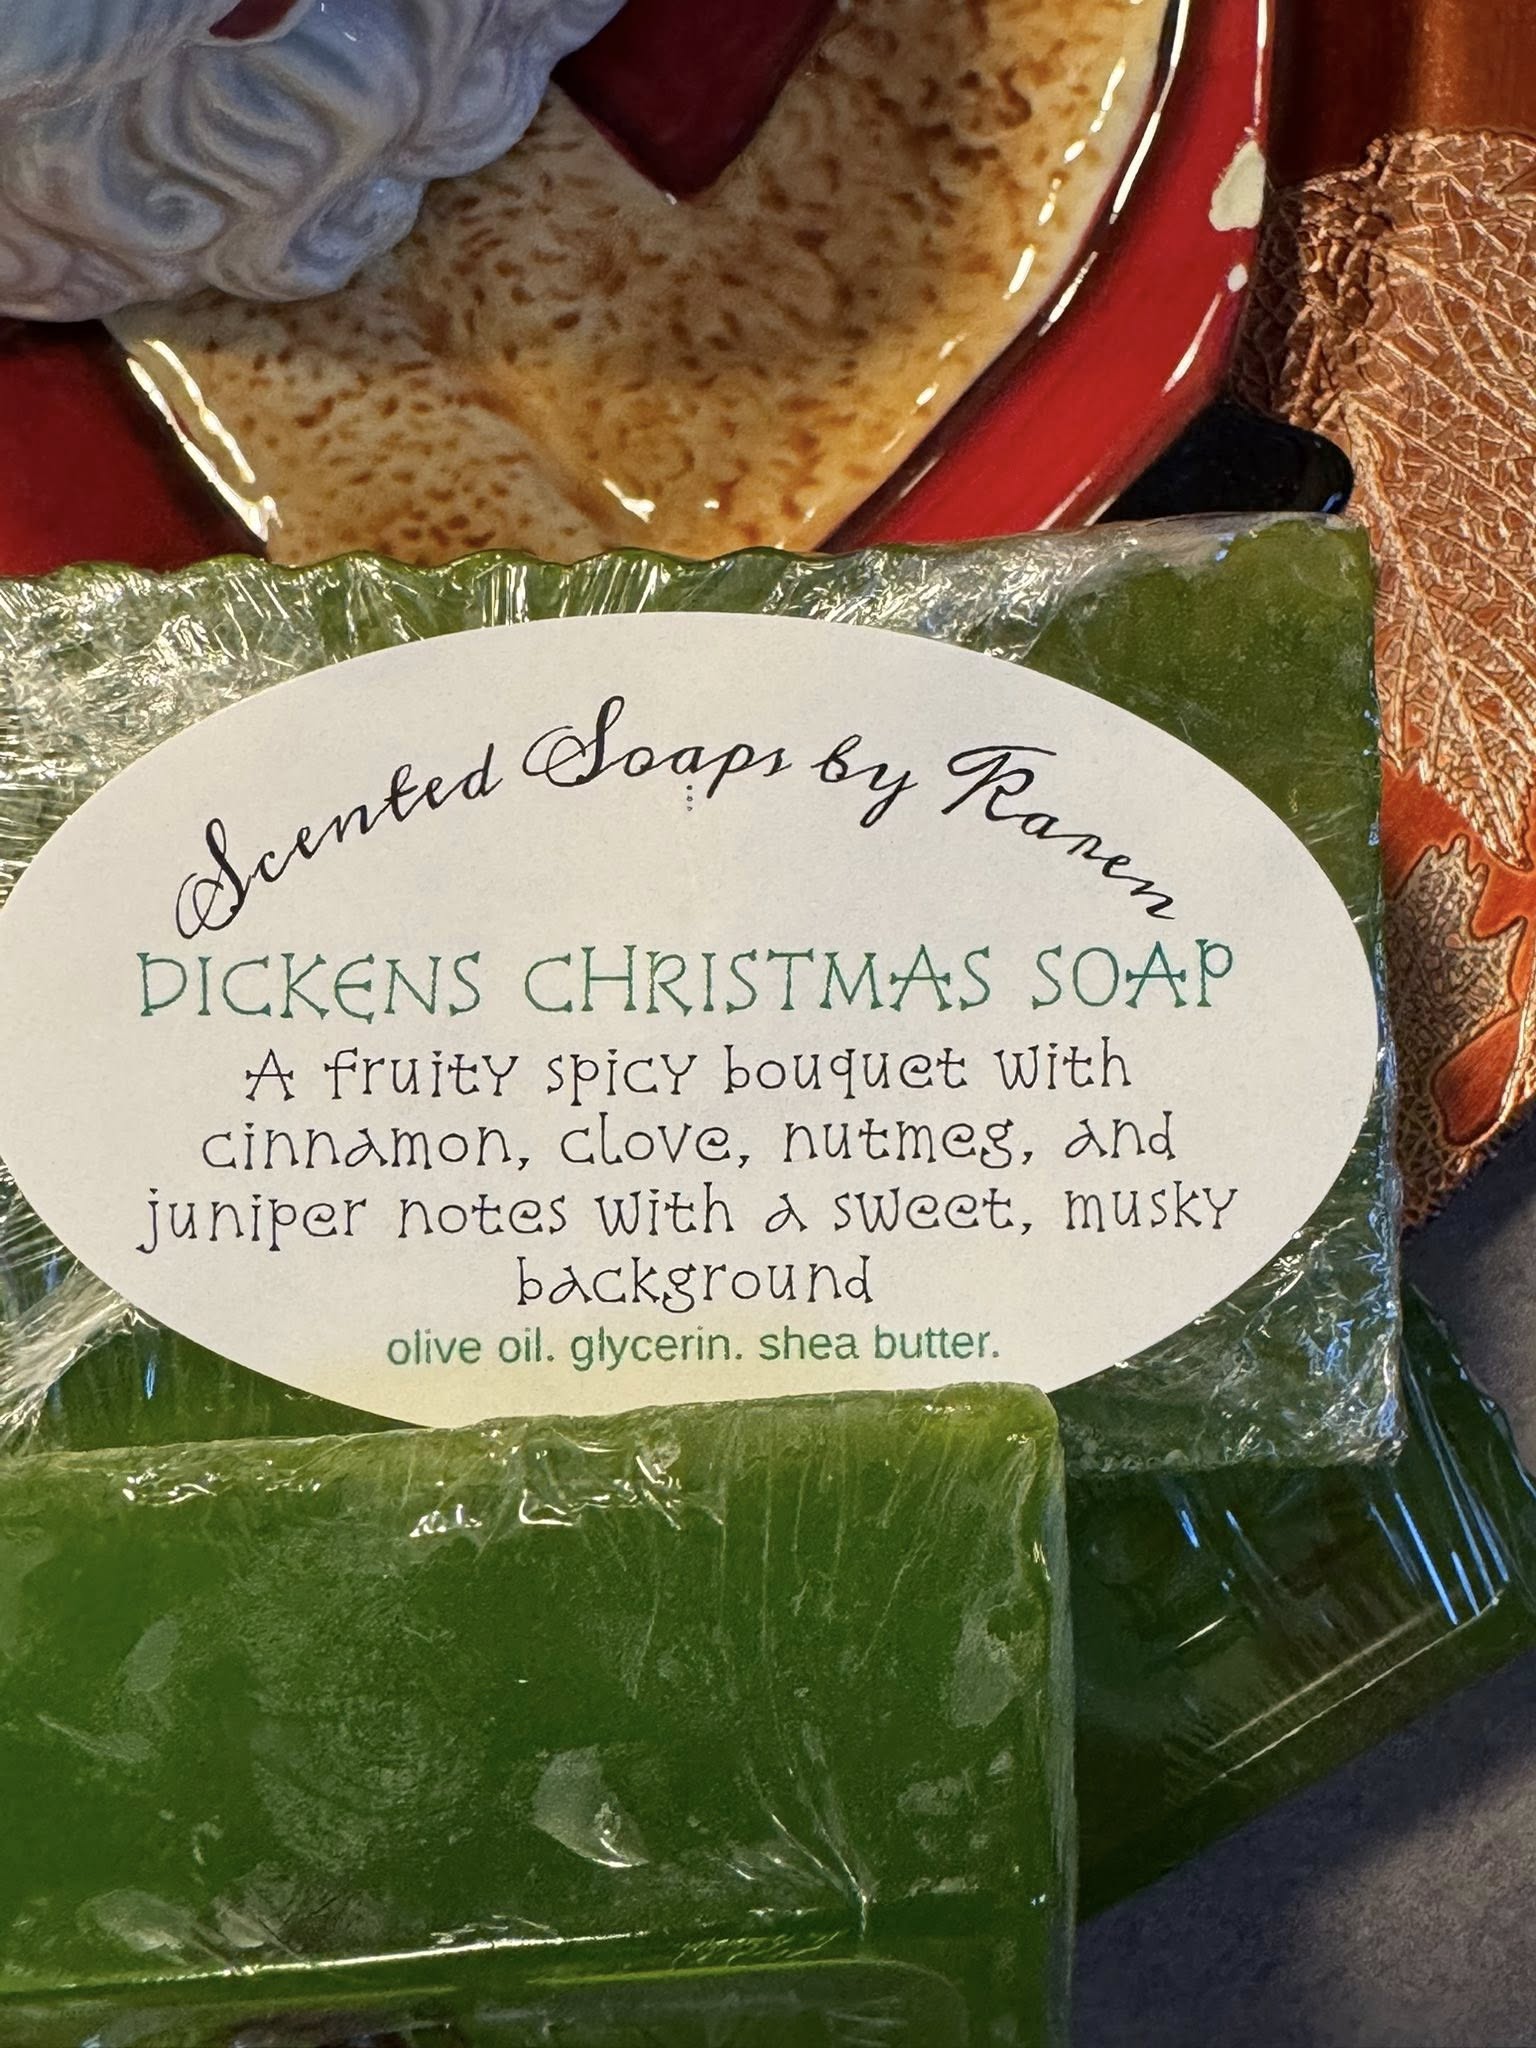 Scented Soaps by Karen
DICKENS CHRISTMAS SOAP
A fruity spicy bouquet with
cinnamon, clove, nutmeg, and
juniper notes with a sweet, musky
background
olive oil. glycerin. shea butter.